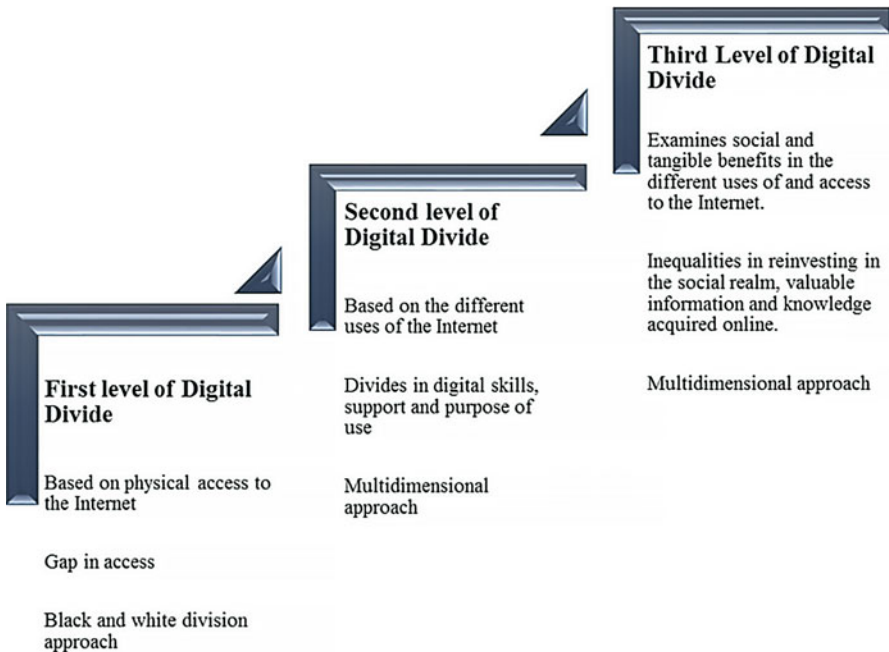 First level of Digital
Divide
Based on physical access to
the Internet
Gap in access
Black and white division
approach
Second level of
Digital Divide
Based on the different
uses of the Internet
Divides in digital skills,
support and purpose of
use
Multidimensional
approach
Third Level of Digital
Divide
Examines social and
tangible benefits in the
different uses of and access
to the Internet.
Inequalities in reinvesting in
the social realm, valuable
information and knowledge
acquired online.
Multidimensional approach